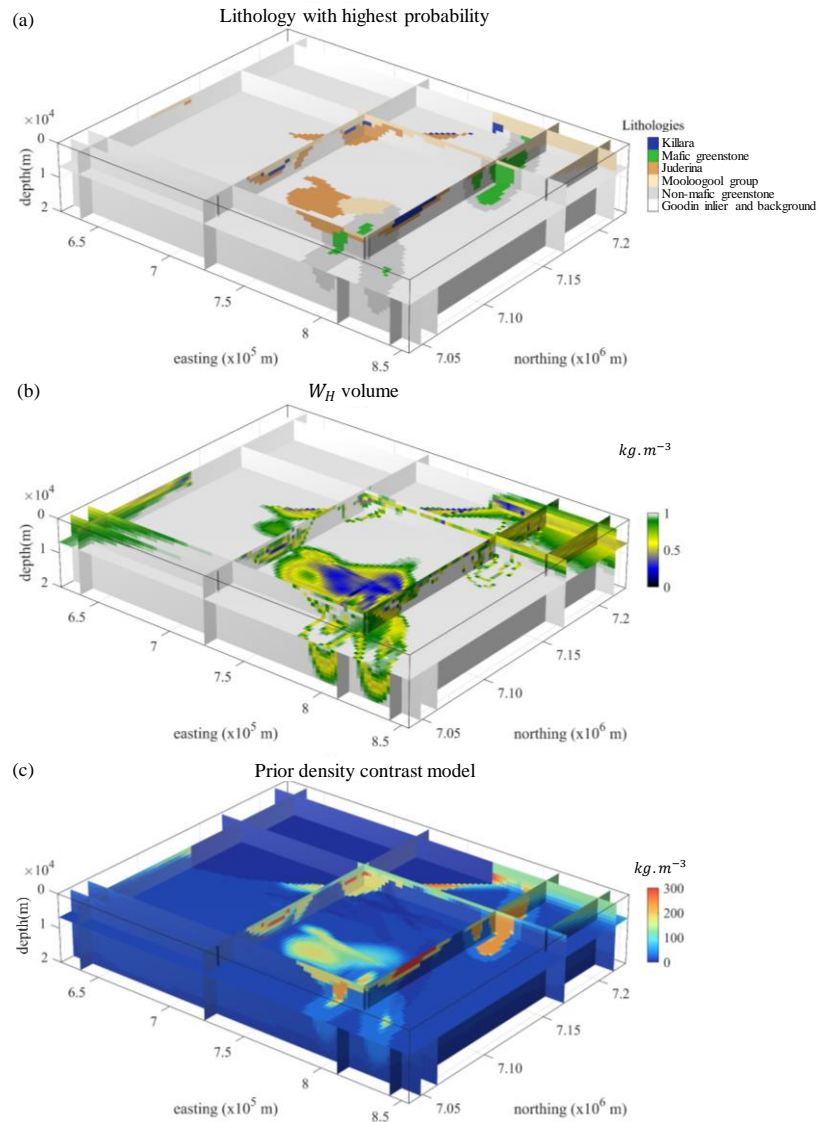 (a)
Lithology with highest probability
×10⁴
0
1
2
depth(m)
6.5
7
7.5
8
8.5
easting (x10⁵ m)
7.05
7.10
7.15
7.2
northing (x10⁶ m)
Lithologies
Killara
Mafic greenstone
Juderina
Mooloogool group
Non-mafic greenstone
Goodin inlier and background
(b)
W_H volume
×10⁴
0
1
2
depth(m)
6.5
7
7.5
8
8.5
easting (x10⁵ m)
7.05
7.10
7.15
7.2
northing (x10⁶ m)
kg.m⁻³
1
0.5
0
(c)
Prior density contrast model
×10⁴
0
1
2
depth(m)
6.5
7
7.5
8
8.5
easting (x10⁵ m)
7.05
7.10
7.15
7.2
northing (x10⁶ m)
kg.m⁻³
300
200
100
0